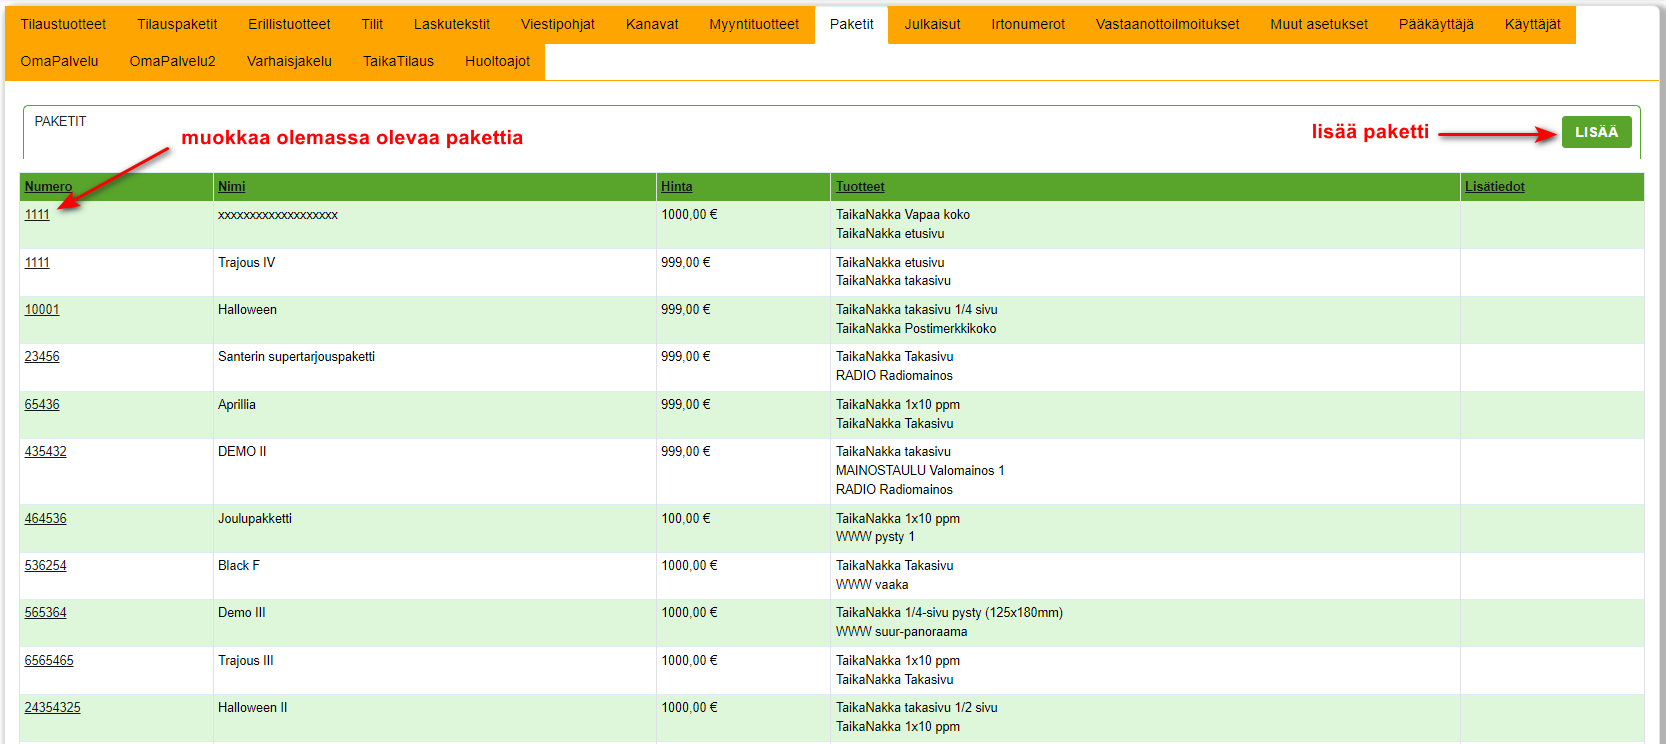 Tilaustuotteet Tilauspaketit Erillistuotteet Tilit Laskutekstit Viestipohjat Kanavat Myyntituotteet Paketit Julkaisut Irtonumerot Vastaanottoilmoitukset Muut asetukset Pääkäyttäjä Käyttäjät
OmaPalvelu OmaPalvelu2 Varhaisjakelu TaikaTilaus Huoltoajot
PAKETIT
muokkaa olemassa olevaa pakettia
lisää paketti LISÄÄ
Numero Nimi Hinta Tuotteet Lisätiedot
1111 xxxxxxxxxxxxxxxxxxx 1000,00 € TaikaNakka Vapaa koko
TaikaNakka etusivu
1111 Trajous IV 999,00 € TaikaNakka etusivu
TaikaNakka takasivu
10001 Halloween 999,00 € TaikaNakka takasivu 1/4 sivu
TaikaNakka Postimerkkikoko
23456 Santerin supertarjouspaketti 999,00 € TaikaNakka Takasivu
RADIO Radiomainos
65436 Aprillia 999,00 € TaikaNakka 1x10 ppm
TaikaNakka Takasivu
435432 DEMO II 999,00 € TaikaNakka takasivu
MAINOSTAULU Valomainos 1
RADIO Radiomainos
464536 Joulupakketti 100,00 € TaikaNakka 1x10 ppm
WWW pysty 1
536254 Black F 1000,00 € TaikaNakka Takasivu
WWW vaaka
565364 Demo III 1000,00 € TaikaNakka 1/4-sivu pysty (125x180mm)
WWW suur-panoraama
6565465 Trajous III 1000,00 € TaikaNakka 1x10 ppm
TaikaNakka Takasivu
24354325 Halloween II 1000,00 € TaikaNakka takasivu 1/2 sivu
TaikaNakka 1x10 ppm